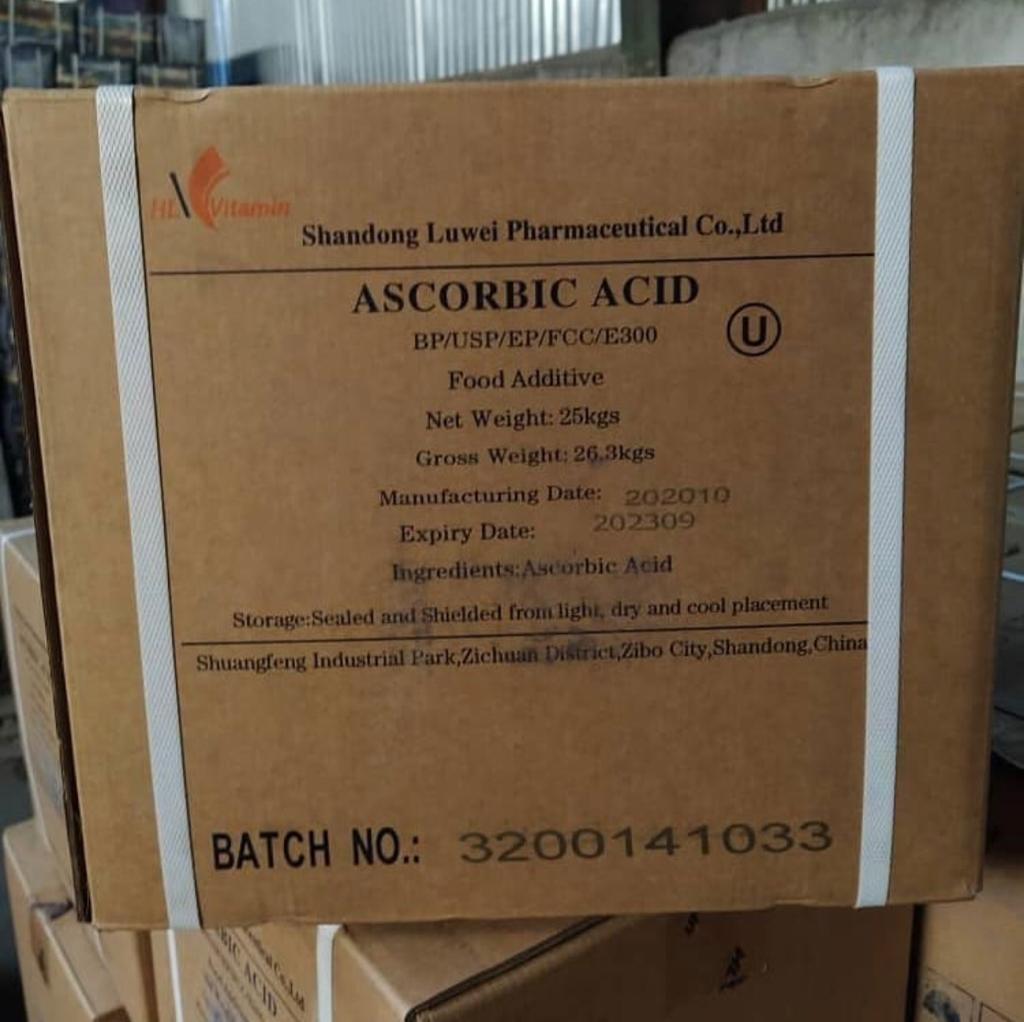 HL Vitamin
Shandong Luwei Pharmaceutical Co.,Ltd
ASCORBIC ACID
BP/USP/EP/FCC/E300
U
Food Additive
Net Weight: 25kgs
Gross Weight: 26.3kgs
Manufacturing Date: 202010
Expiry Date: 202309
Ingredients:Ascorbic Acid
Storage:Sealed and Shielded from light, dry and cool placement
Shuangfeng Industrial Park,Zichuan District,Zibo City,Shandong,China
BATCH NO.: 3200141033
BIC ACID